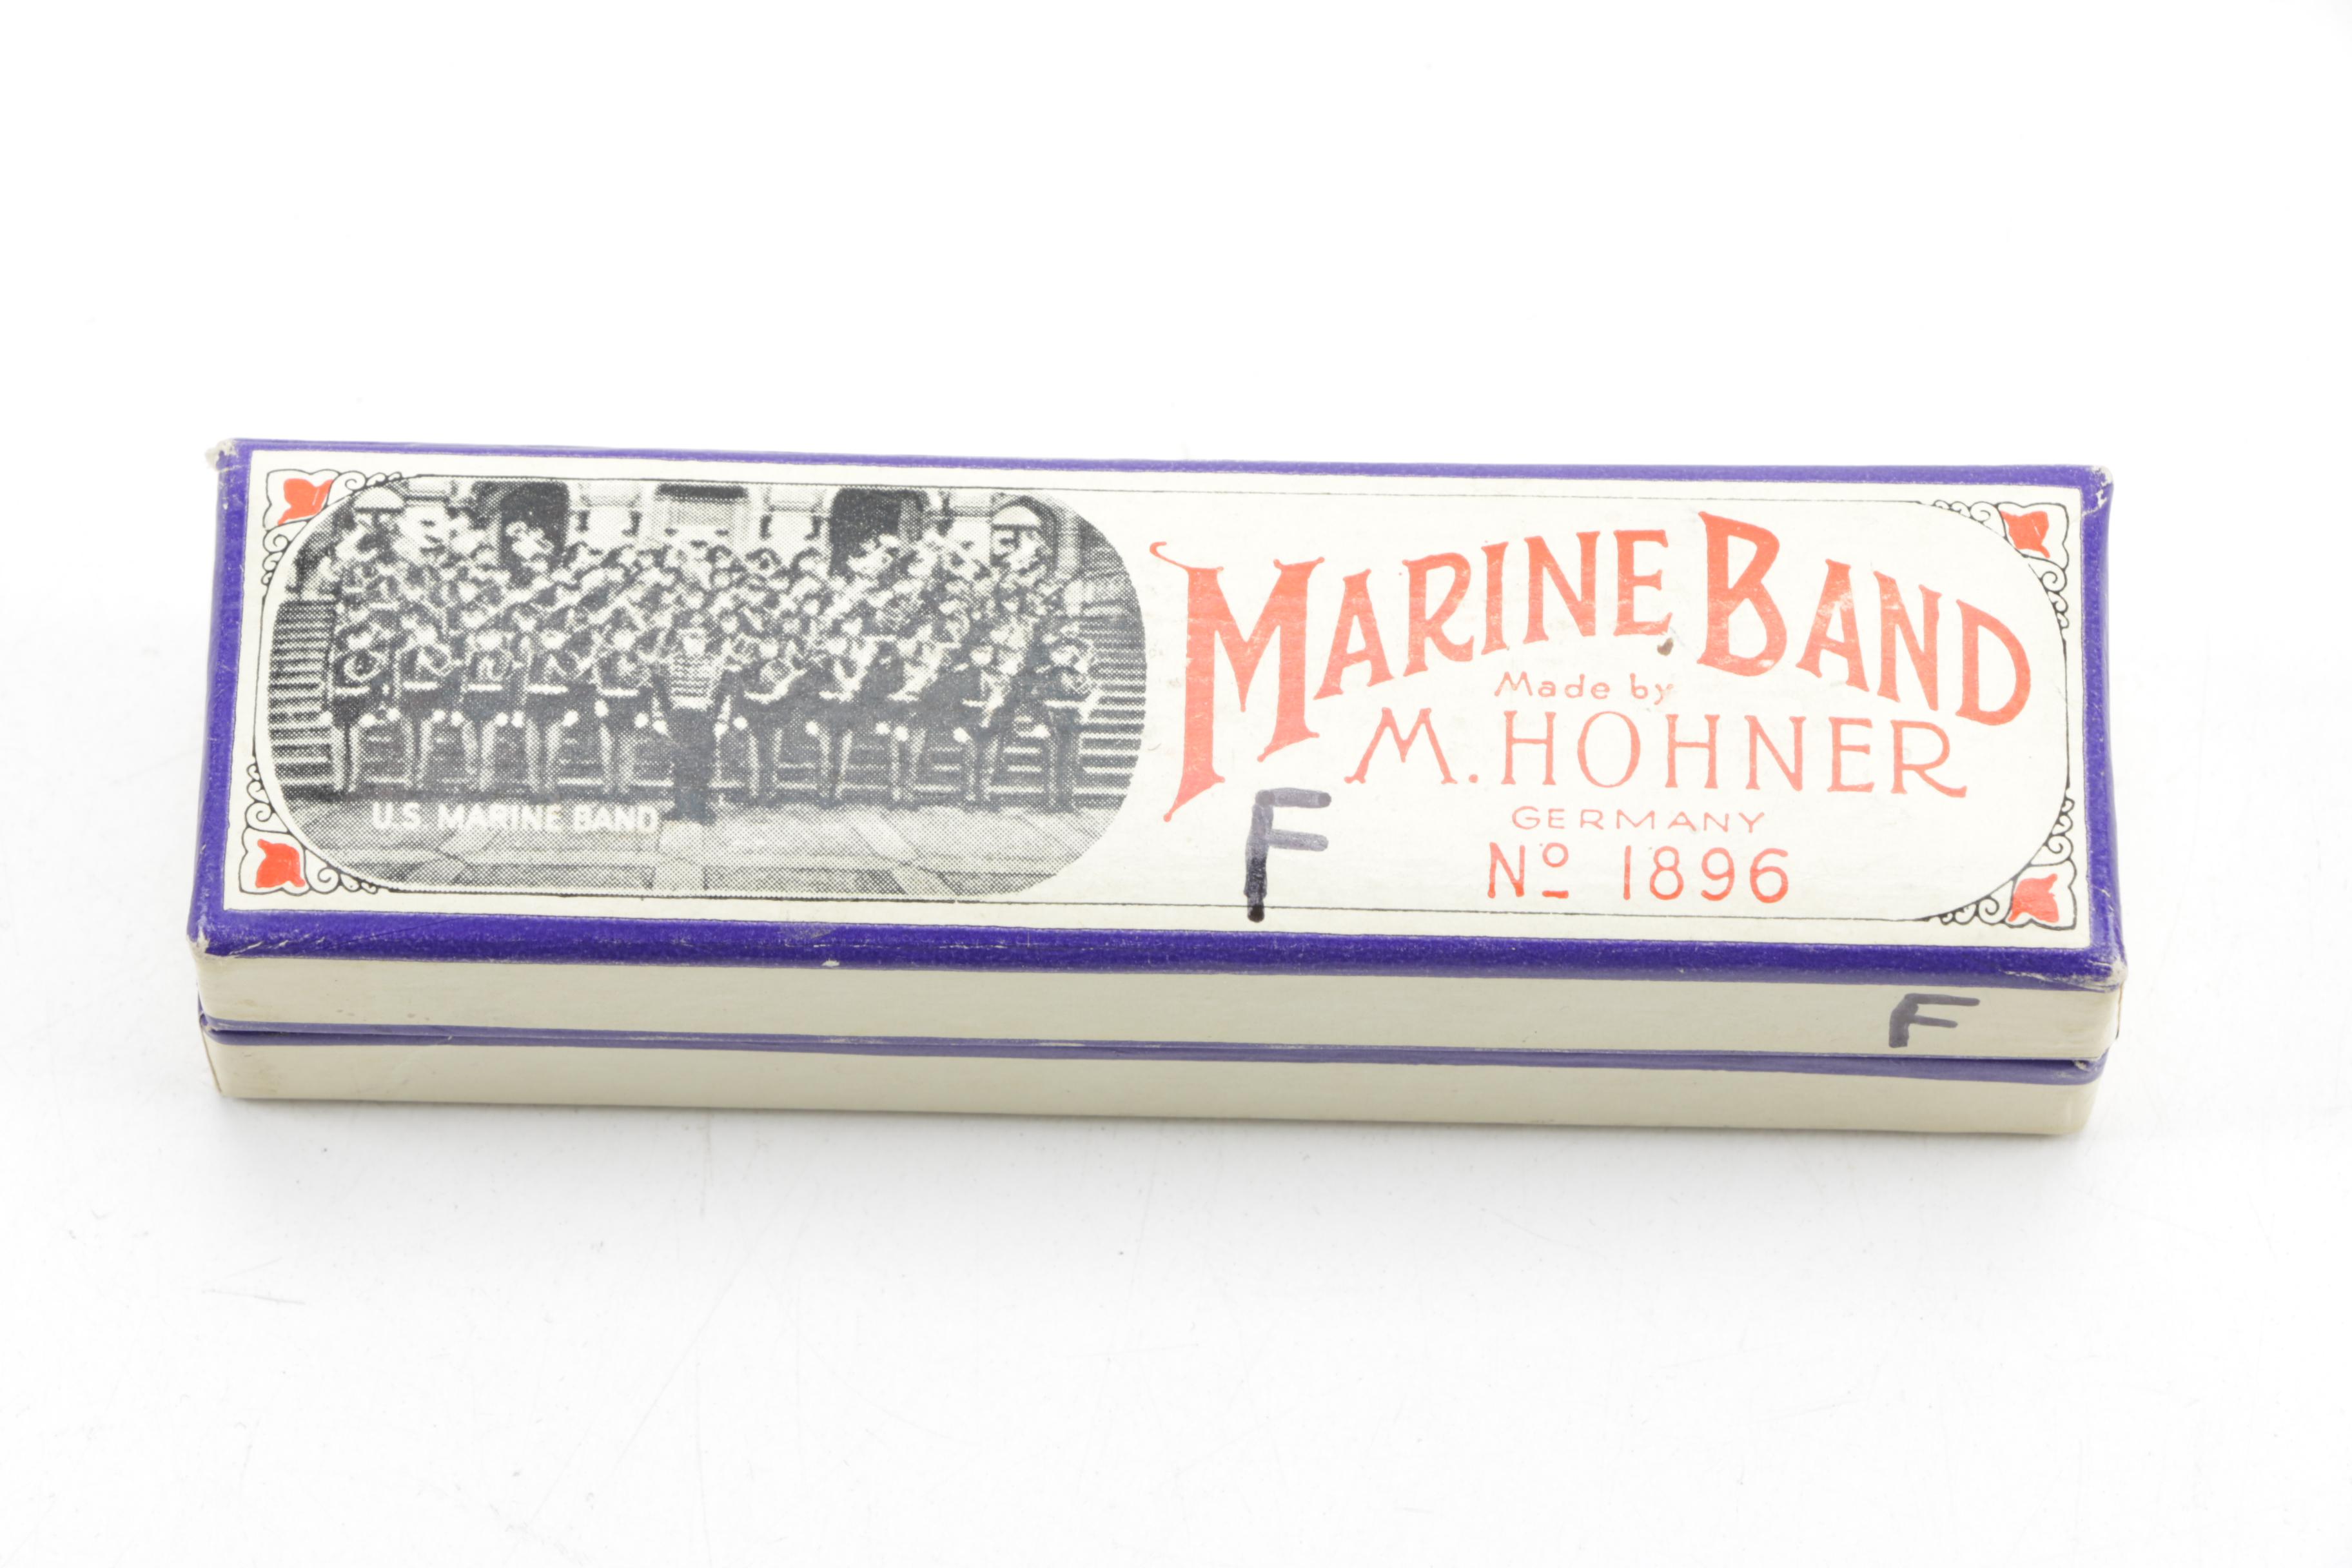 U.S MARINE BAND
MARINE BAND
Made by
M. HOHNER
GERMANY
Nº 1896
F
F